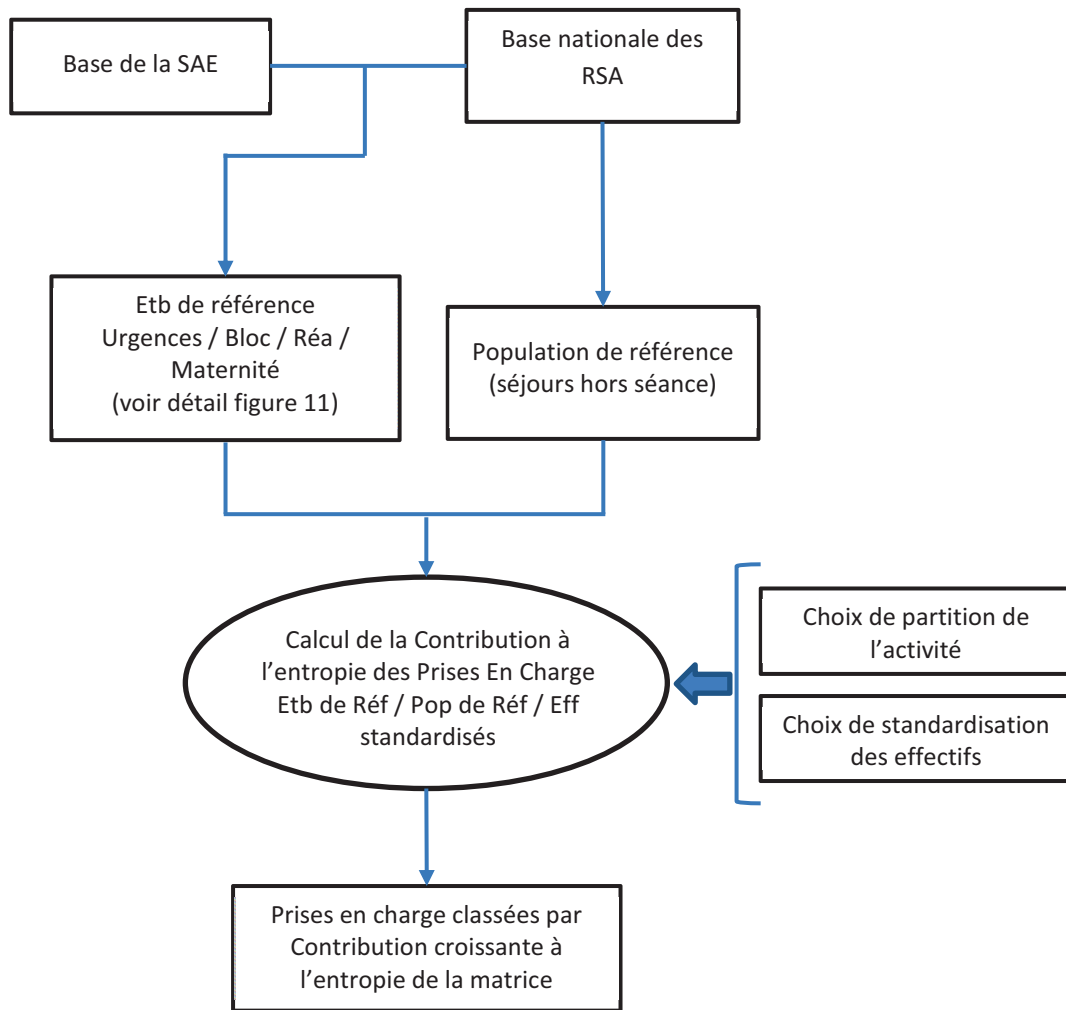 Base de la SAE
Base nationale des
RSA
Etb de référence
Urgences / Bloc / Réa /
Maternité
(voir détail figure 11)
Population de référence
(séjours hors séance)
Calcul de la Contribution à
l’entropie des Prises En Charge
Etb de Réf / Pop de Réf / Eff
standardisés
Choix de partition de
l’activité
Choix de standardisation
des effectifs
Prises en charge classées par
Contribution croissante à
l’entropie de la matrice